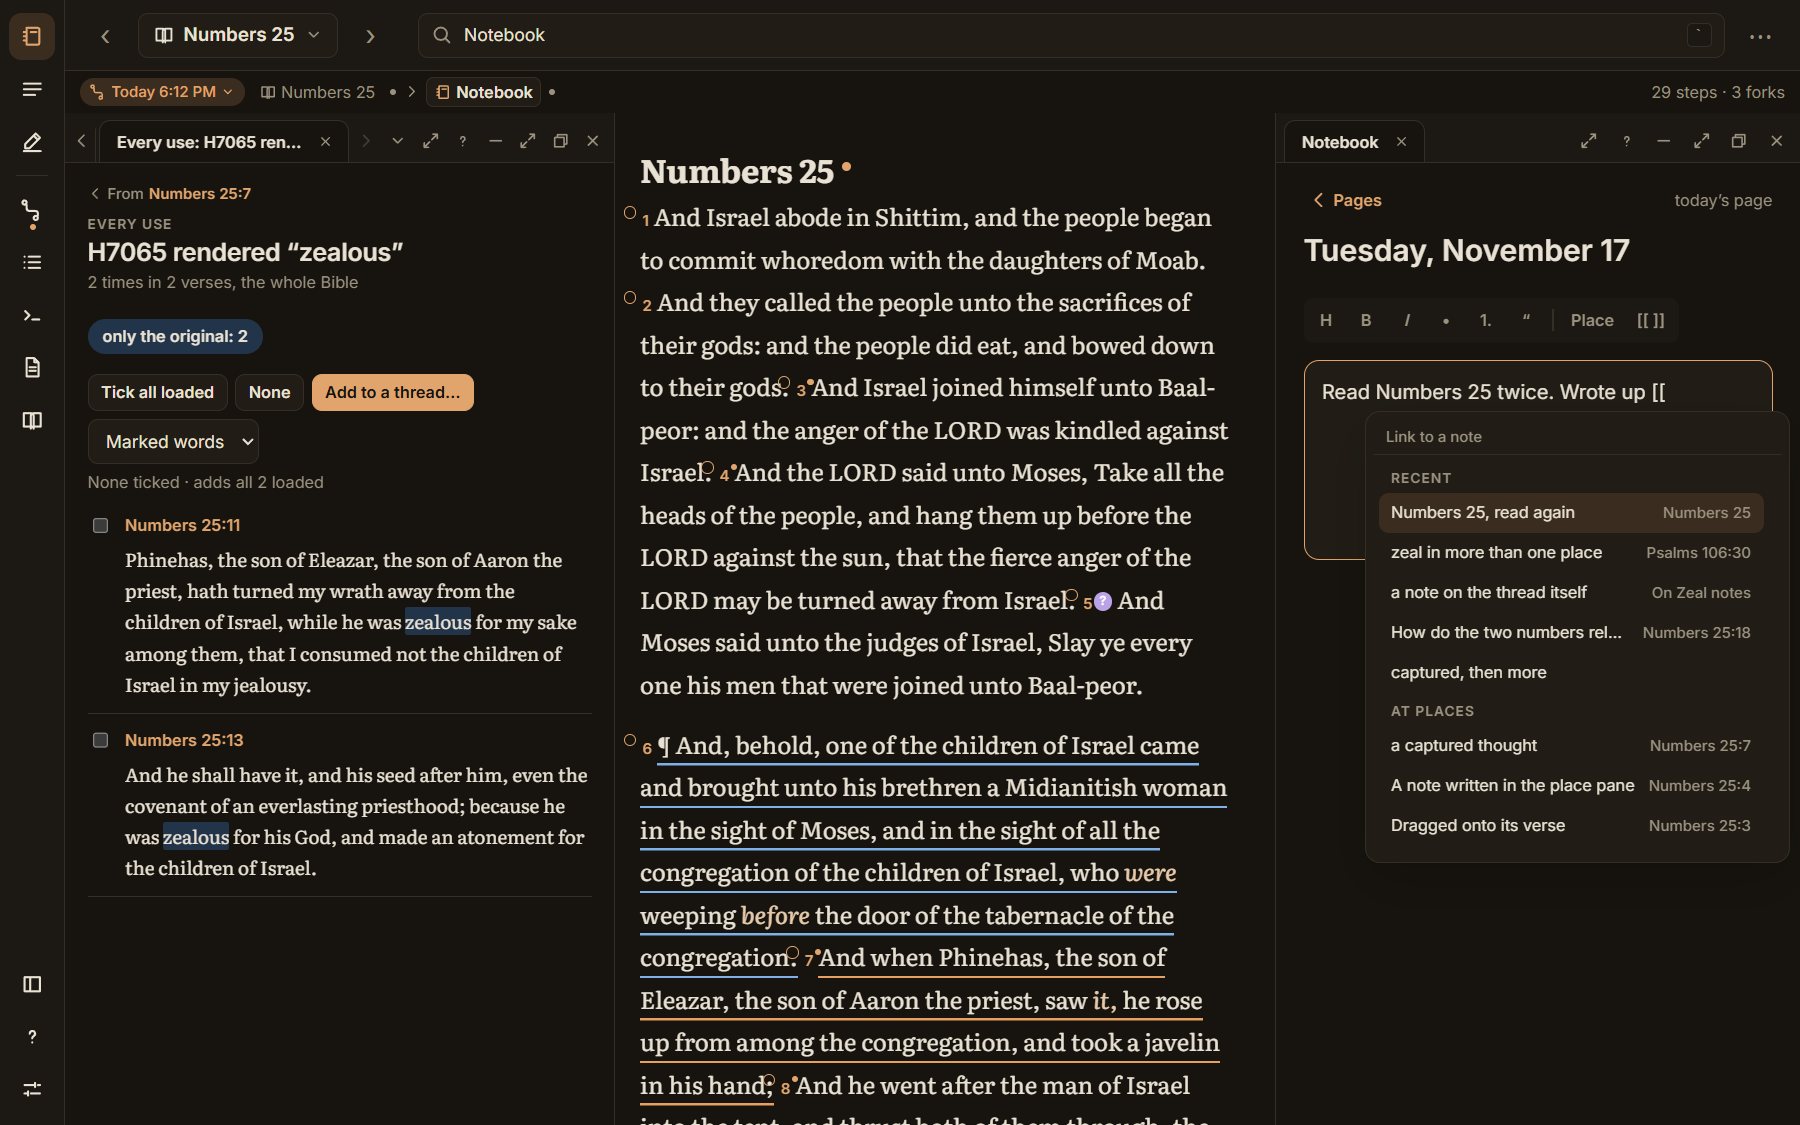 Numbers 25
Notebook
`
Today 6:12 PM
Numbers 25
Notebook
29 steps · 3 forks
Every use: H7065 ren...
?
From Numbers 25:7
EVERY USE
H7065 rendered “zealous”
2 times in 2 verses, the whole Bible
only the original: 2
Tick all loaded
None
Add to a thread...
Marked words
None ticked · adds all 2 loaded
Numbers 25:11
Phinehas, the son of Eleazar, the son of Aaron the
priest, hath turned my wrath away from the
children of Israel, while he was zealous for my sake
among them, that I consumed not the children of
Israel in my jealousy.
Numbers 25:13
And he shall have it, and his seed after him, even the
covenant of an everlasting priesthood; because he
was zealous for his God, and made an atonement for
the children of Israel.
?
Numbers 25
1 And Israel abode in Shittim, and the people began
to commit whoredom with the daughters of Moab.
2 And they called the people unto the sacrifices of
their gods: and the people did eat, and bowed down
to their gods. 3 And Israel joined himself unto Baal-
peor: and the anger of the LORD was kindled against
Israel. 4 And the LORD said unto Moses, Take all the
heads of the people, and hang them up before the
LORD against the sun, that the fierce anger of the
LORD may be turned away from Israel. 5 ? And
Moses said unto the judges of Israel, Slay ye every
one his men that were joined unto Baal-peor.
6 ¶ And, behold, one of the children of Israel came
and brought unto his brethren a Midianitish woman
in the sight of Moses, and in the sight of all the
congregation of the children of Israel, who were
weeping before the door of the tabernacle of the
congregation. 7 And when Phinehas, the son of
Eleazar, the son of Aaron the priest, saw it, he rose
up from among the congregation, and took a javelin
in his hand; 8 And he went after the man of Israel
into the tent, and thrust both of them through, the
Notebook
?
Pages
today’s page
Tuesday, November 17
H B I • 1. “ Place [[ ]]
Read Numbers 25 twice. Wrote up [[
Link to a note
RECENT
Numbers 25, read again Numbers 25
zeal in more than one place Psalms 106:30
a note on the thread itself On Zeal notes
How do the two numbers rel... Numbers 25:18
captured, then more
AT PLACES
a captured thought Numbers 25:7
A note written in the place pane Numbers 25:4
Dragged onto its verse Numbers 25:3